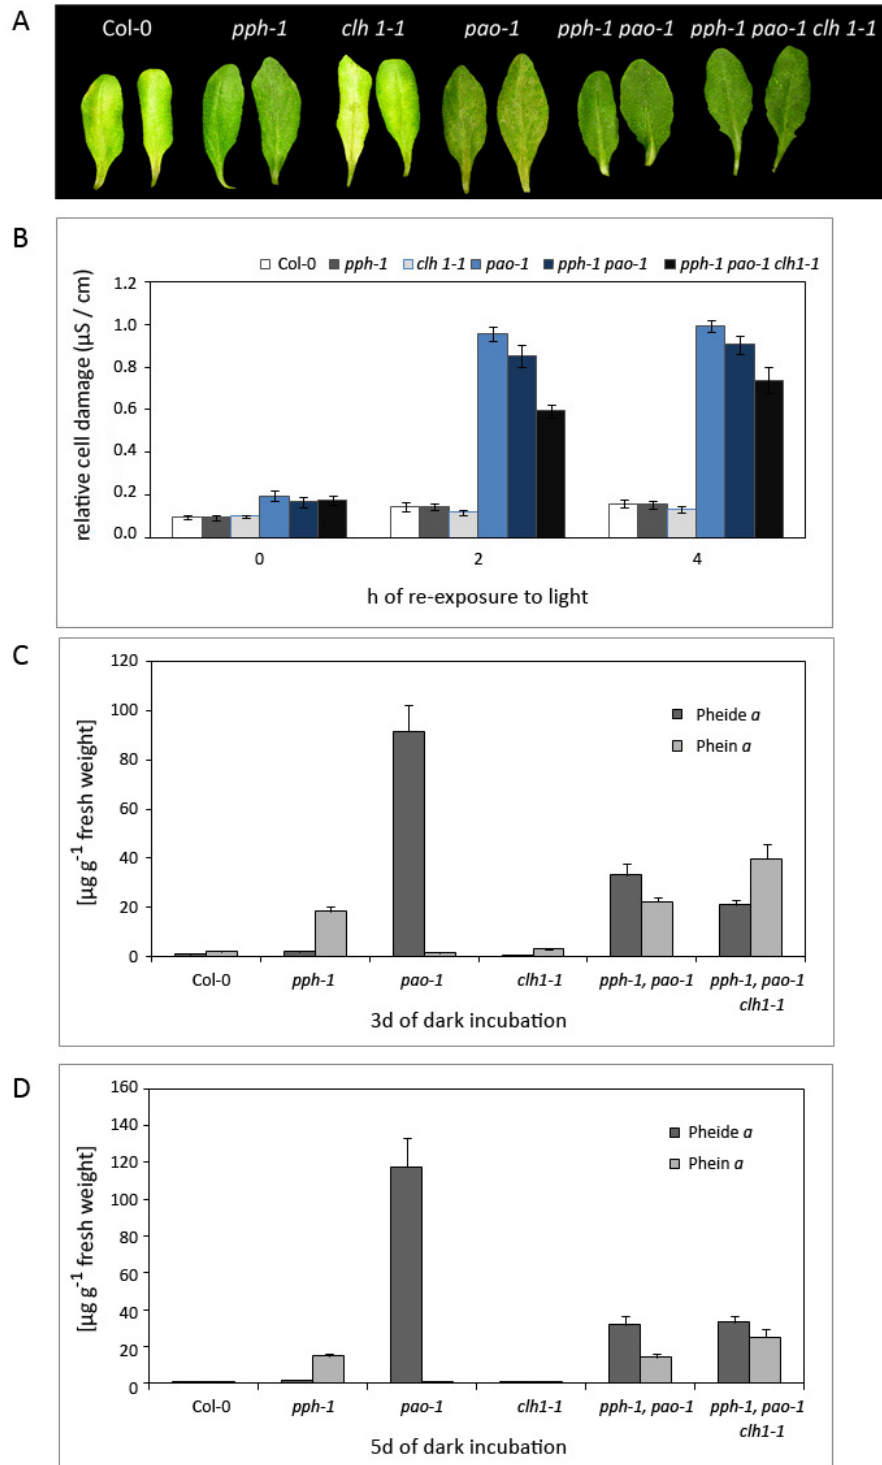 A
Col-0 pph-1 clh 1-1 pao-1 pph-1 pao-1 pph-1 pao-1 clh 1-1
B
Col-0 pph-1 clh 1-1 pao-1 pph-1 pao-1 pph-1 pao-1 clh1-1
relative cell damage (µS / cm)
1.2
1.0
0.8
0.6
0.4
0.2
0.0
0 2 4
h of re-exposure to light
C
[µg g-1 fresh weight]
120
100
80
60
40
20
0
Pheide a
Phein a
Col-0 pph-1 pao-1 clh1-1 pph-1, pao-1 pph-1, pao-1
clh1-1
3d of dark incubation
D
[µg g-1 fresh weight]
160
140
120
100
80
60
40
20
0
Pheide a
Phein a
Col-0 pph-1 pao-1 clh1-1 pph-1, pao-1 pph-1, pao-1
clh1-1
5d of dark incubation